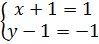 x + 1 = 1
y − 1 = −1